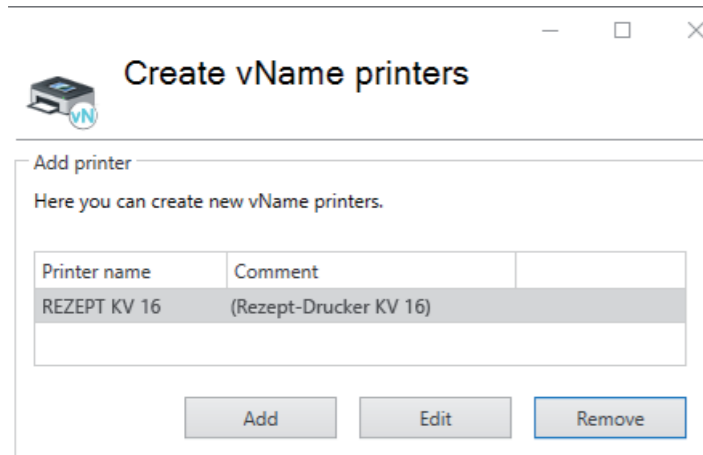 Create vName printers
vN
Add printer
Here you can create new vName printers.
Printer name Comment
REZEPT KV 16 (Rezept-Drucker KV 16)
Add Edit Remove